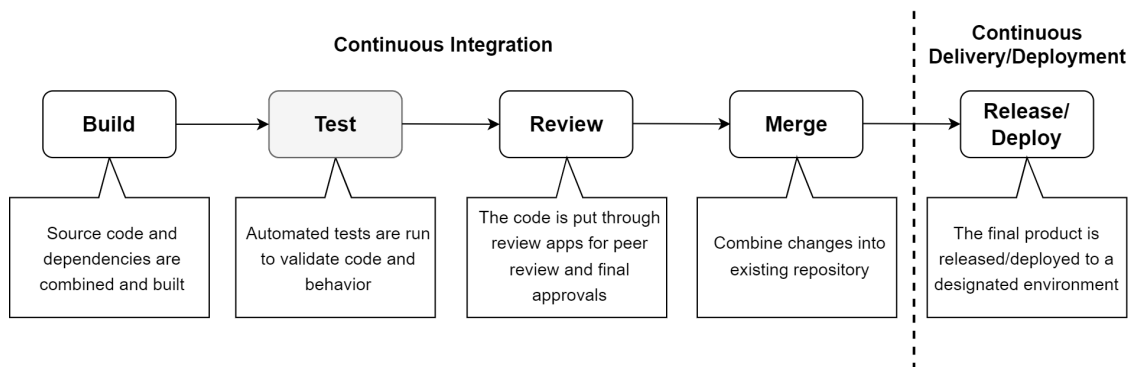 Continuous Integration
Continuous
Delivery/Deployment
Build
Test
Review
Merge
Release/
Deploy
Source code and
dependencies are
combined and built
Automated tests are run
to validate code and
behavior
The code is put through
review apps for peer
review and final
approvals
Combine changes into
existing repository
The final product is
released/deployed to a
designated environment